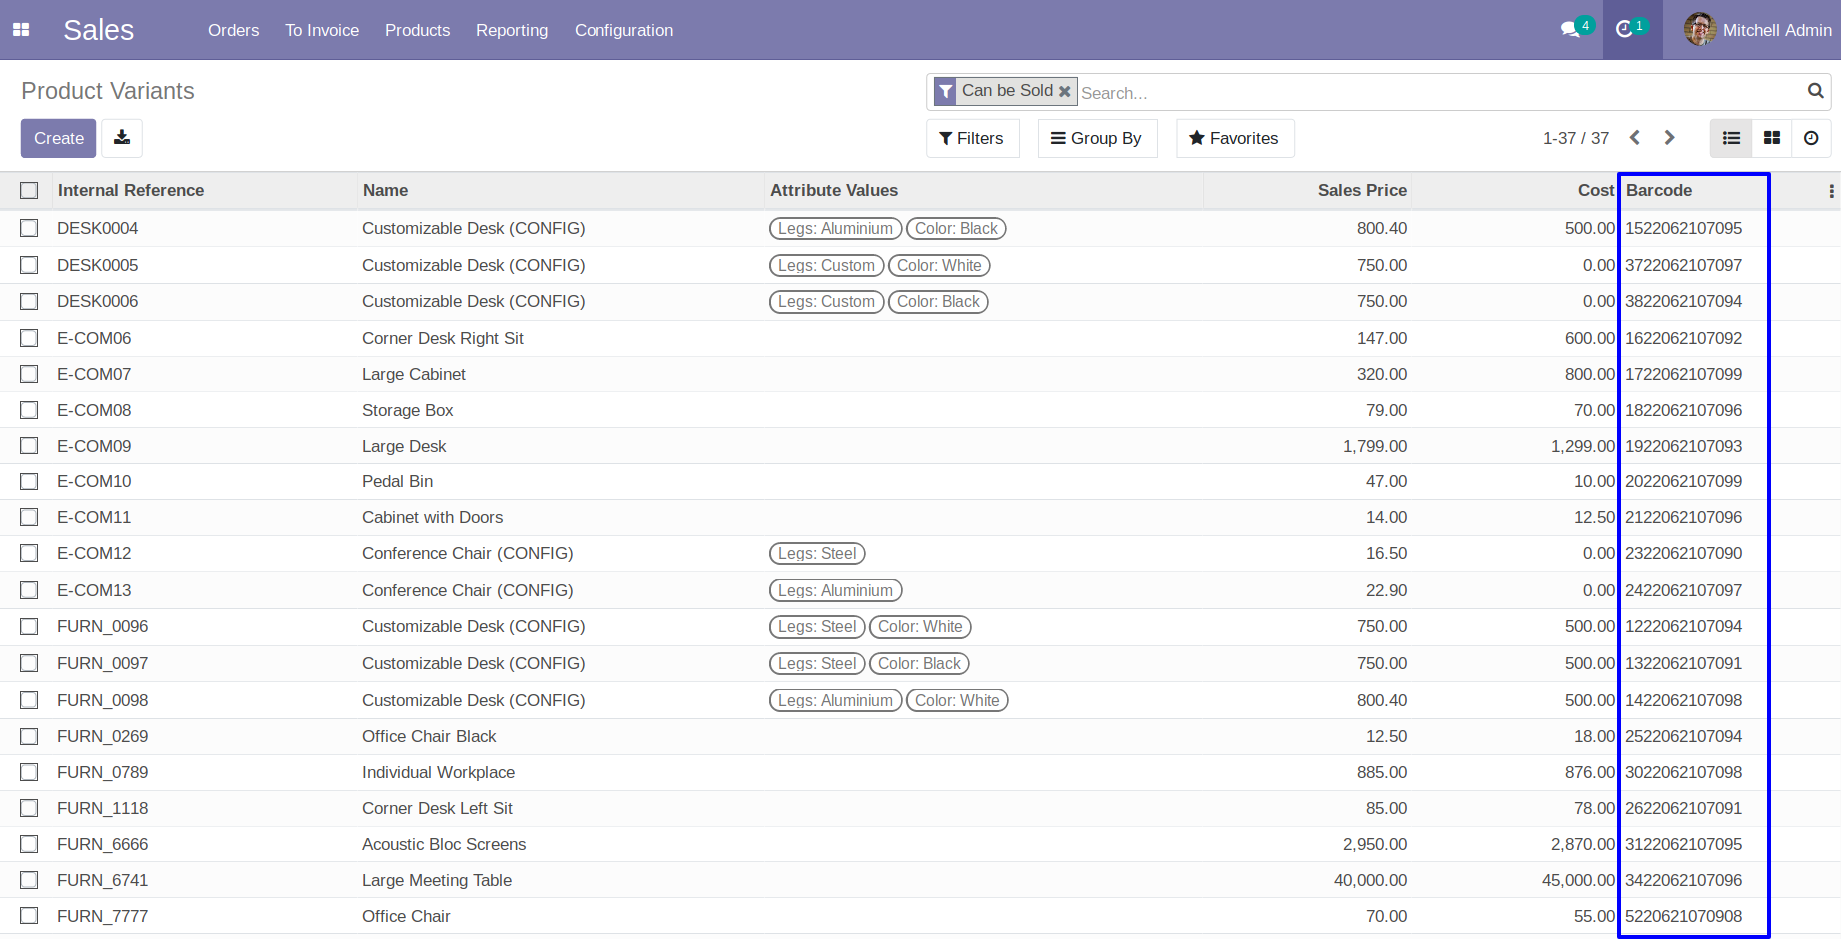 Sales Orders To Invoice Products Reporting Configuration 4 1 Mitchell Admin
Product Variants Can be Sold Search...
Create Filters Group By Favorites 1-37 / 37
Internal Reference Name Attribute Values Sales Price Cost Barcode
DESK0004 Customizable Desk (CONFIG) Legs: Aluminium Color: Black 800.40 500.00 1522062107095
DESK0005 Customizable Desk (CONFIG) Legs: Custom Color: White 750.00 0.00 3722062107097
DESK0006 Customizable Desk (CONFIG) Legs: Custom Color: Black 750.00 0.00 3822062107094
E-COM06 Corner Desk Right Sit 147.00 600.00 1622062107092
E-COM07 Large Cabinet 320.00 800.00 1722062107099
E-COM08 Storage Box 79.00 70.00 1822062107096
E-COM09 Large Desk 1,799.00 1,299.00 1922062107093
E-COM10 Pedal Bin 47.00 10.00 2022062107099
E-COM11 Cabinet with Doors 14.00 12.50 2122062107096
E-COM12 Conference Chair (CONFIG) Legs: Steel 16.50 0.00 2322062107090
E-COM13 Conference Chair (CONFIG) Legs: Aluminium 22.90 0.00 2422062107097
FURN_0096 Customizable Desk (CONFIG) Legs: Steel Color: White 750.00 500.00 1222062107094
FURN_0097 Customizable Desk (CONFIG) Legs: Steel Color: Black 750.00 500.00 1322062107091
FURN_0098 Customizable Desk (CONFIG) Legs: Aluminium Color: White 800.40 500.00 1422062107098
FURN_0269 Office Chair Black 12.50 18.00 2522062107094
FURN_0789 Individual Workplace 885.00 876.00 3022062107098
FURN_1118 Corner Desk Left Sit 85.00 78.00 2622062107091
FURN_6666 Acoustic Bloc Screens 2,950.00 2,870.00 3122062107095
FURN_6741 Large Meeting Table 40,000.00 45,000.00 3422062107096
FURN_7777 Office Chair 70.00 55.00 5220621070908